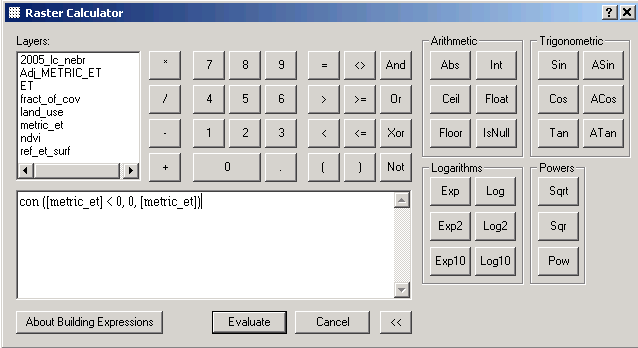 Raster Calculator
? X
Layers:
2005_lc_nebr
Adj_METRIC_ET
ET
fract_of_cov
land_use
metric_et
ndvi
ref_et_surf
* 7 8 9 = <> And
/ 4 5 6 > >= Or
- 1 2 3 < <= Xor
+ 0 . ( ) Not
Arithmetic
Abs Int
Ceil Float
Floor IsNull
Trigonometric
Sin ASin
Cos ACos
Tan ATan
Logarithms
Exp Log
Exp2 Log2
Exp10 Log10
Powers
Sqrt
Sqr
Pow
con ([metric_et] < 0, 0, [metric_et])
About Building Expressions Evaluate Cancel <<